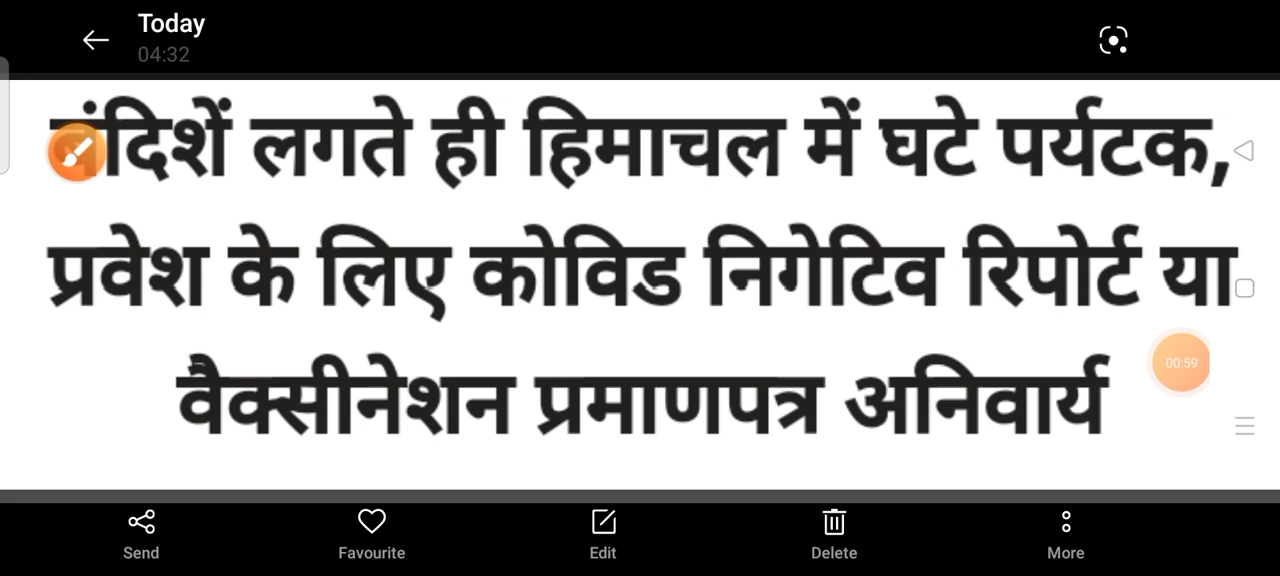 Today
04:32
लगते ही हिमाचल में घटे पर्यटक,
प्रवेश के लिए कोविड निगेटिव रिपोर्ट या
00:59
वैक्सीनेशन प्रमाणपत्र अनिवार्य
Send Favourite Edit Delete More